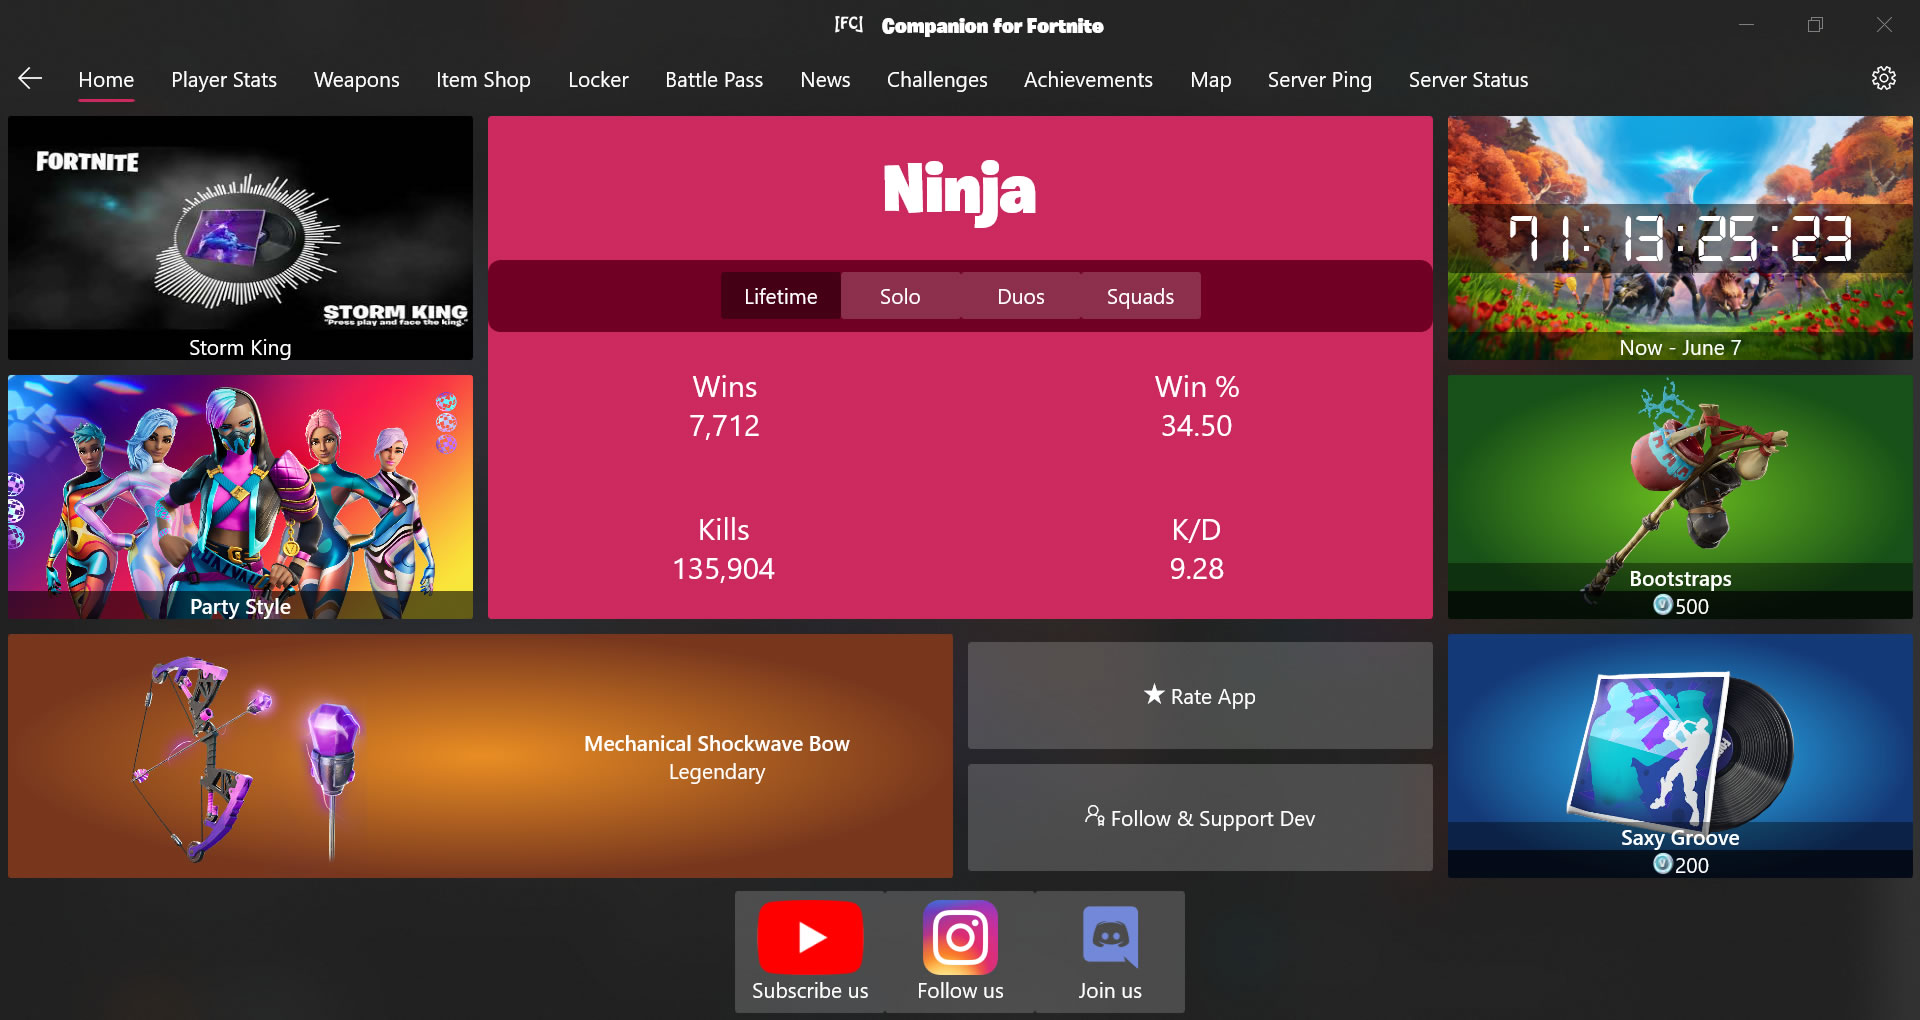 [FC] Companion for Fortnite
Home Player Stats Weapons Item Shop Locker Battle Pass News Challenges Achievements Map Server Ping Server Status
FORTNITE
STORM KING
"Press play and face the king."
Storm King
Party Style
Ninja
Lifetime Solo Duos Squads
Wins
7,712
Win %
34.50
Kills
135,904
K/D
9.28
71:13:25:23
Now - June 7
Bootstraps
500
Mechanical Shockwave Bow
Legendary
★ Rate App
Follow & Support Dev
Saxy Groove
200
Subscribe us
Follow us
Join us